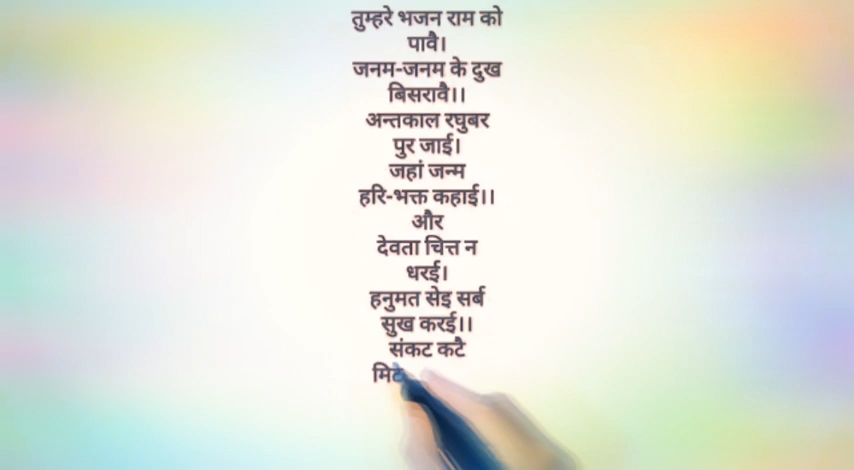 तुम्हरे भजन राम को
पावै।
जनम-जनम के दुख
बिसरावै।।
अन्तकाल रघुबर
पुर जाई।
जहां जन्म
हरि-भक्त कहाई।।
और
देवता चित्त न
धरई।
हनुमत सेइ सर्ब
सुख करई।।
संकट कटै
मिट